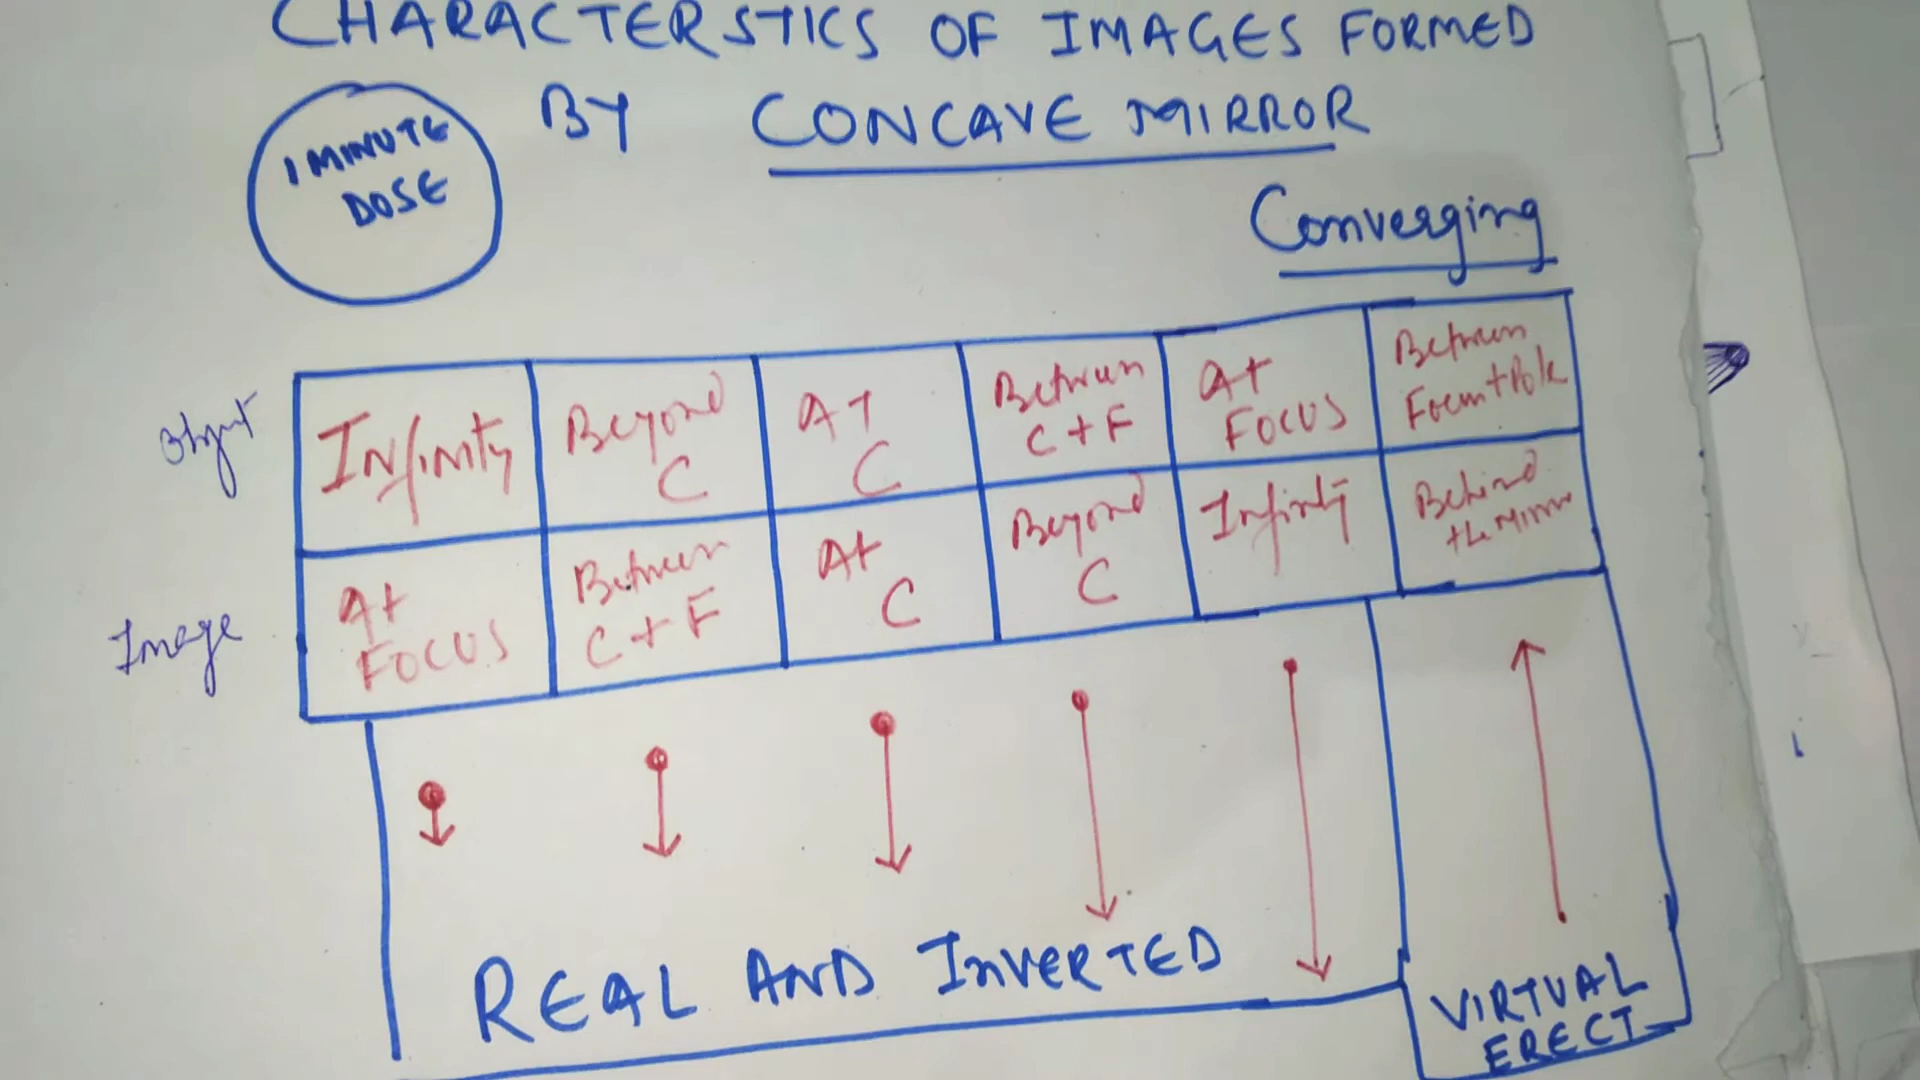 CHARACTERSTICS OF IMAGES FORMED
BY CONCAVE MIRROR
1 MINUTE
DOSE
Converging
Object
Infinity
Beyond
C
At
C
Between
C + F
At
FOCUS
Between
Focus + Pole
Image
At
FOCUS
Between
C + F
At
C
Beyond
C
Infinity
Behind
the Mirror
REAL AND INVERTED
VIRTUAL
ERECT